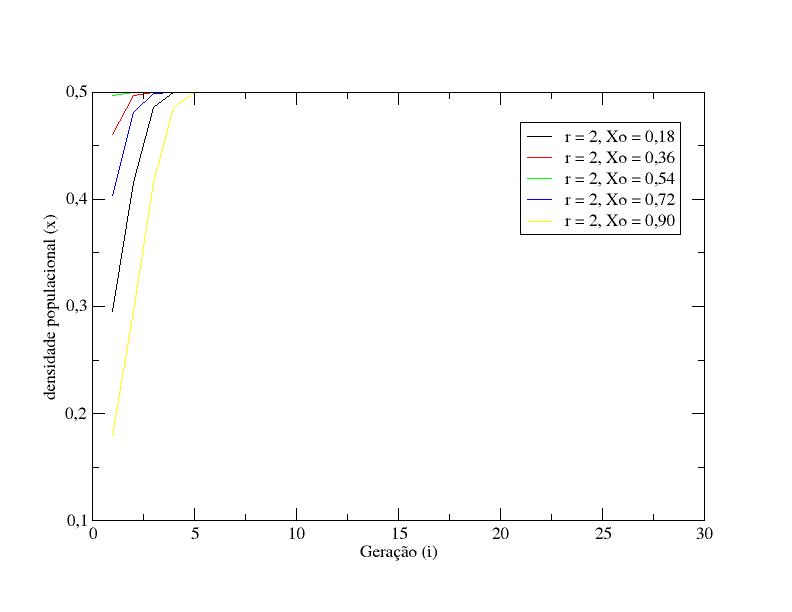 0,5
0,4
0,3
0,2
0,1
densidade populacional (x)
r = 2, Xo = 0,18
r = 2, Xo = 0,36
r = 2, Xo = 0,54
r = 2, Xo = 0,72
r = 2, Xo = 0,90
0 5 10 15 20 25 30
Geração (i)